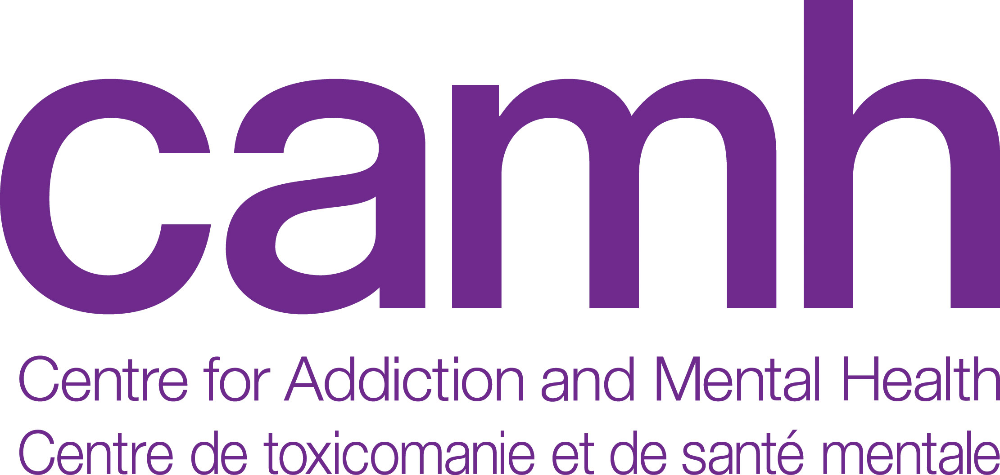 camh
Centre for Addiction and Mental Health
Centre de toxicomanie et de santé mentale